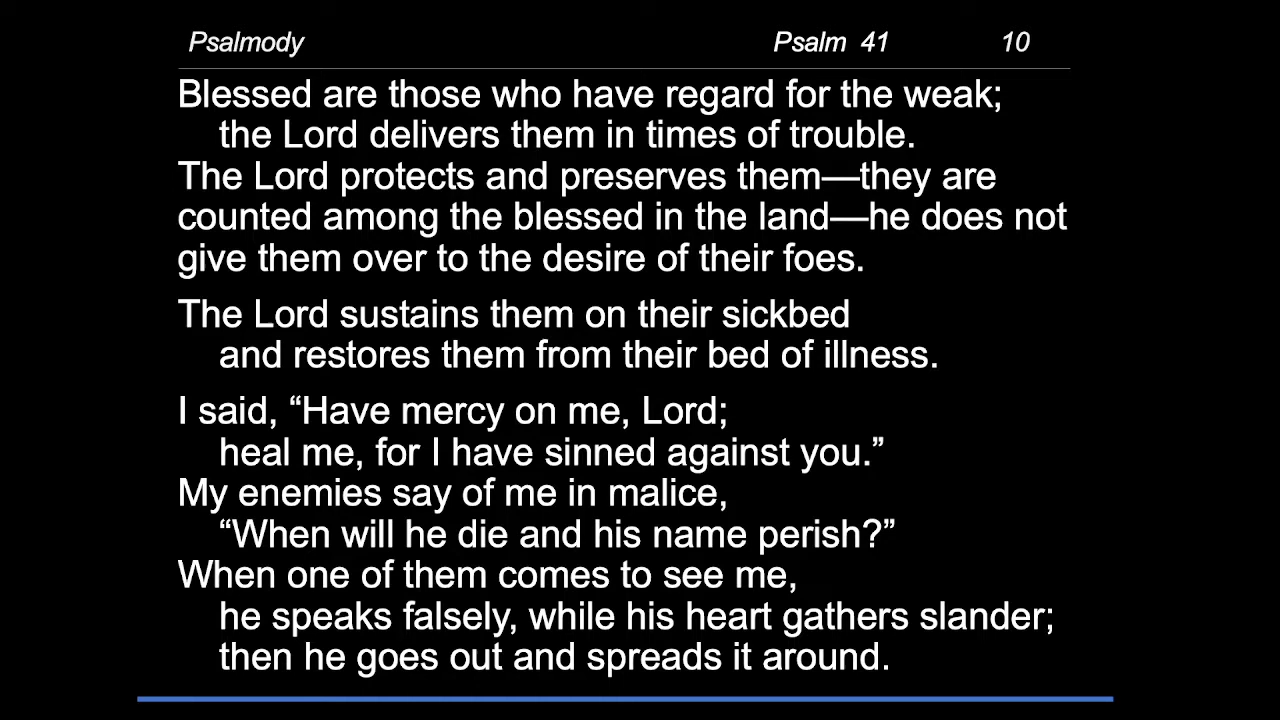 Psalmody Psalm 41 10
Blessed are those who have regard for the weak;
the Lord delivers them in times of trouble.
The Lord protects and preserves them—they are
counted among the blessed in the land—he does not
give them over to the desire of their foes.
The Lord sustains them on their sickbed
and restores them from their bed of illness.
I said, “Have mercy on me, Lord;
heal me, for I have sinned against you.”
My enemies say of me in malice,
“When will he die and his name perish?”
When one of them comes to see me,
he speaks falsely, while his heart gathers slander;
then he goes out and spreads it around.